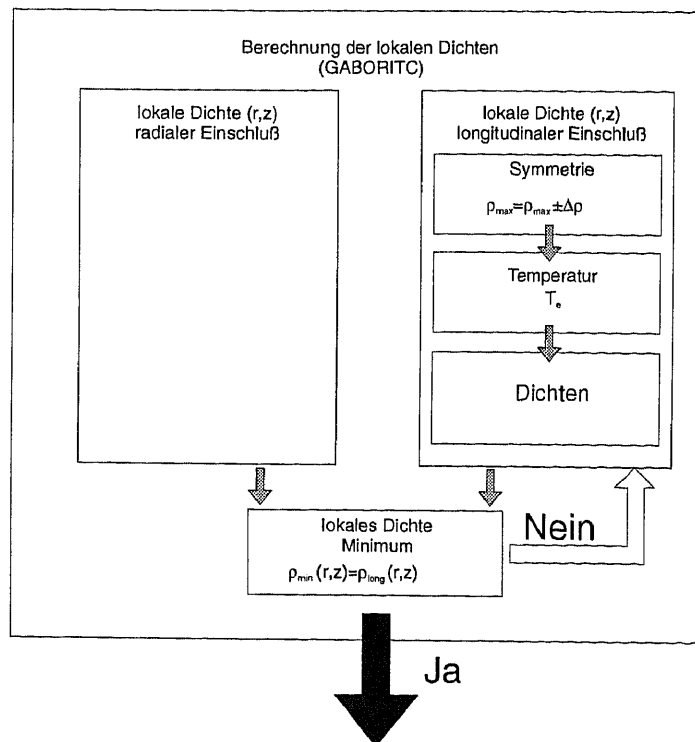 Berechnung der lokalen Dichten
(GABORITC)
lokale Dichte (r,z)
radialer Einschluß
lokale Dichte (r,z)
longitudinaler Einschluß
Symmetrie
ρmax=ρmax±Δρ
Temperatur
Te
Dichten
lokales Dichte
Minimum
ρmin(r,z)=ρlong(r,z)
Nein
Ja